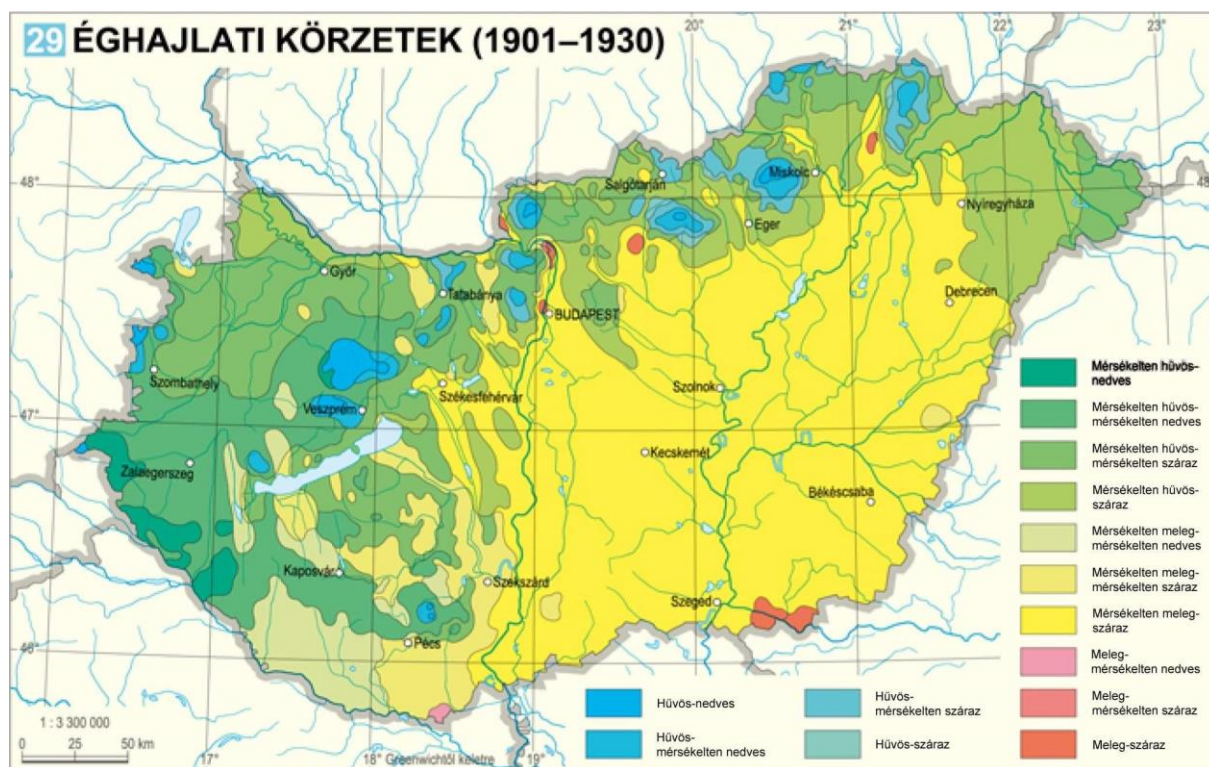 29 ÉGHAJLATI KÖRZETEK (1901–1930)
20°
21°
22°
23°
48°
48
Salgótarján
Miskolc
Nyíregyháza
Eger
Győr
Tatabánya
BUDAPEST
Debrecen
Szombathely
Székesfehérvár
Szolnok
Veszprém
47°
Kecskemét
Zalaegerszeg
Békéscsaba
Kaposvár
Szekszárd
Szeged
Pécs
46°
1 : 3 300 000
0 25 50 km
17°
18° Greenwichtől keletre
19°
Mérsékelten hűvös-
nedves
Mérsékelten hűvös-
mérsékelten nedves
Mérsékelten hűvös-
mérsékelten száraz
Mérsékelten hűvös-
száraz
Mérsékelten meleg-
mérsékelten nedves
Mérsékelten meleg-
mérsékelten száraz
Mérsékelten meleg-
száraz
Meleg-
mérsékelten nedves
Meleg-
mérsékelten száraz
Meleg-száraz
Hűvös-nedves
Hűvös-
mérsékelten nedves
Hűvös-
mérsékelten száraz
Hűvös-száraz